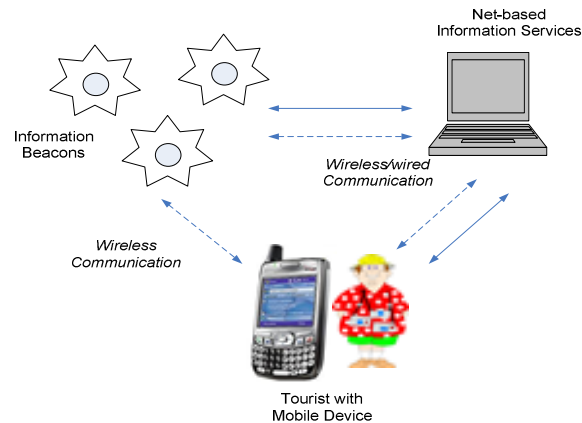 Net-based
Information Services
Information
Beacons
Wireless/wired
Communication
Wireless
Communication
Tourist with
Mobile Device